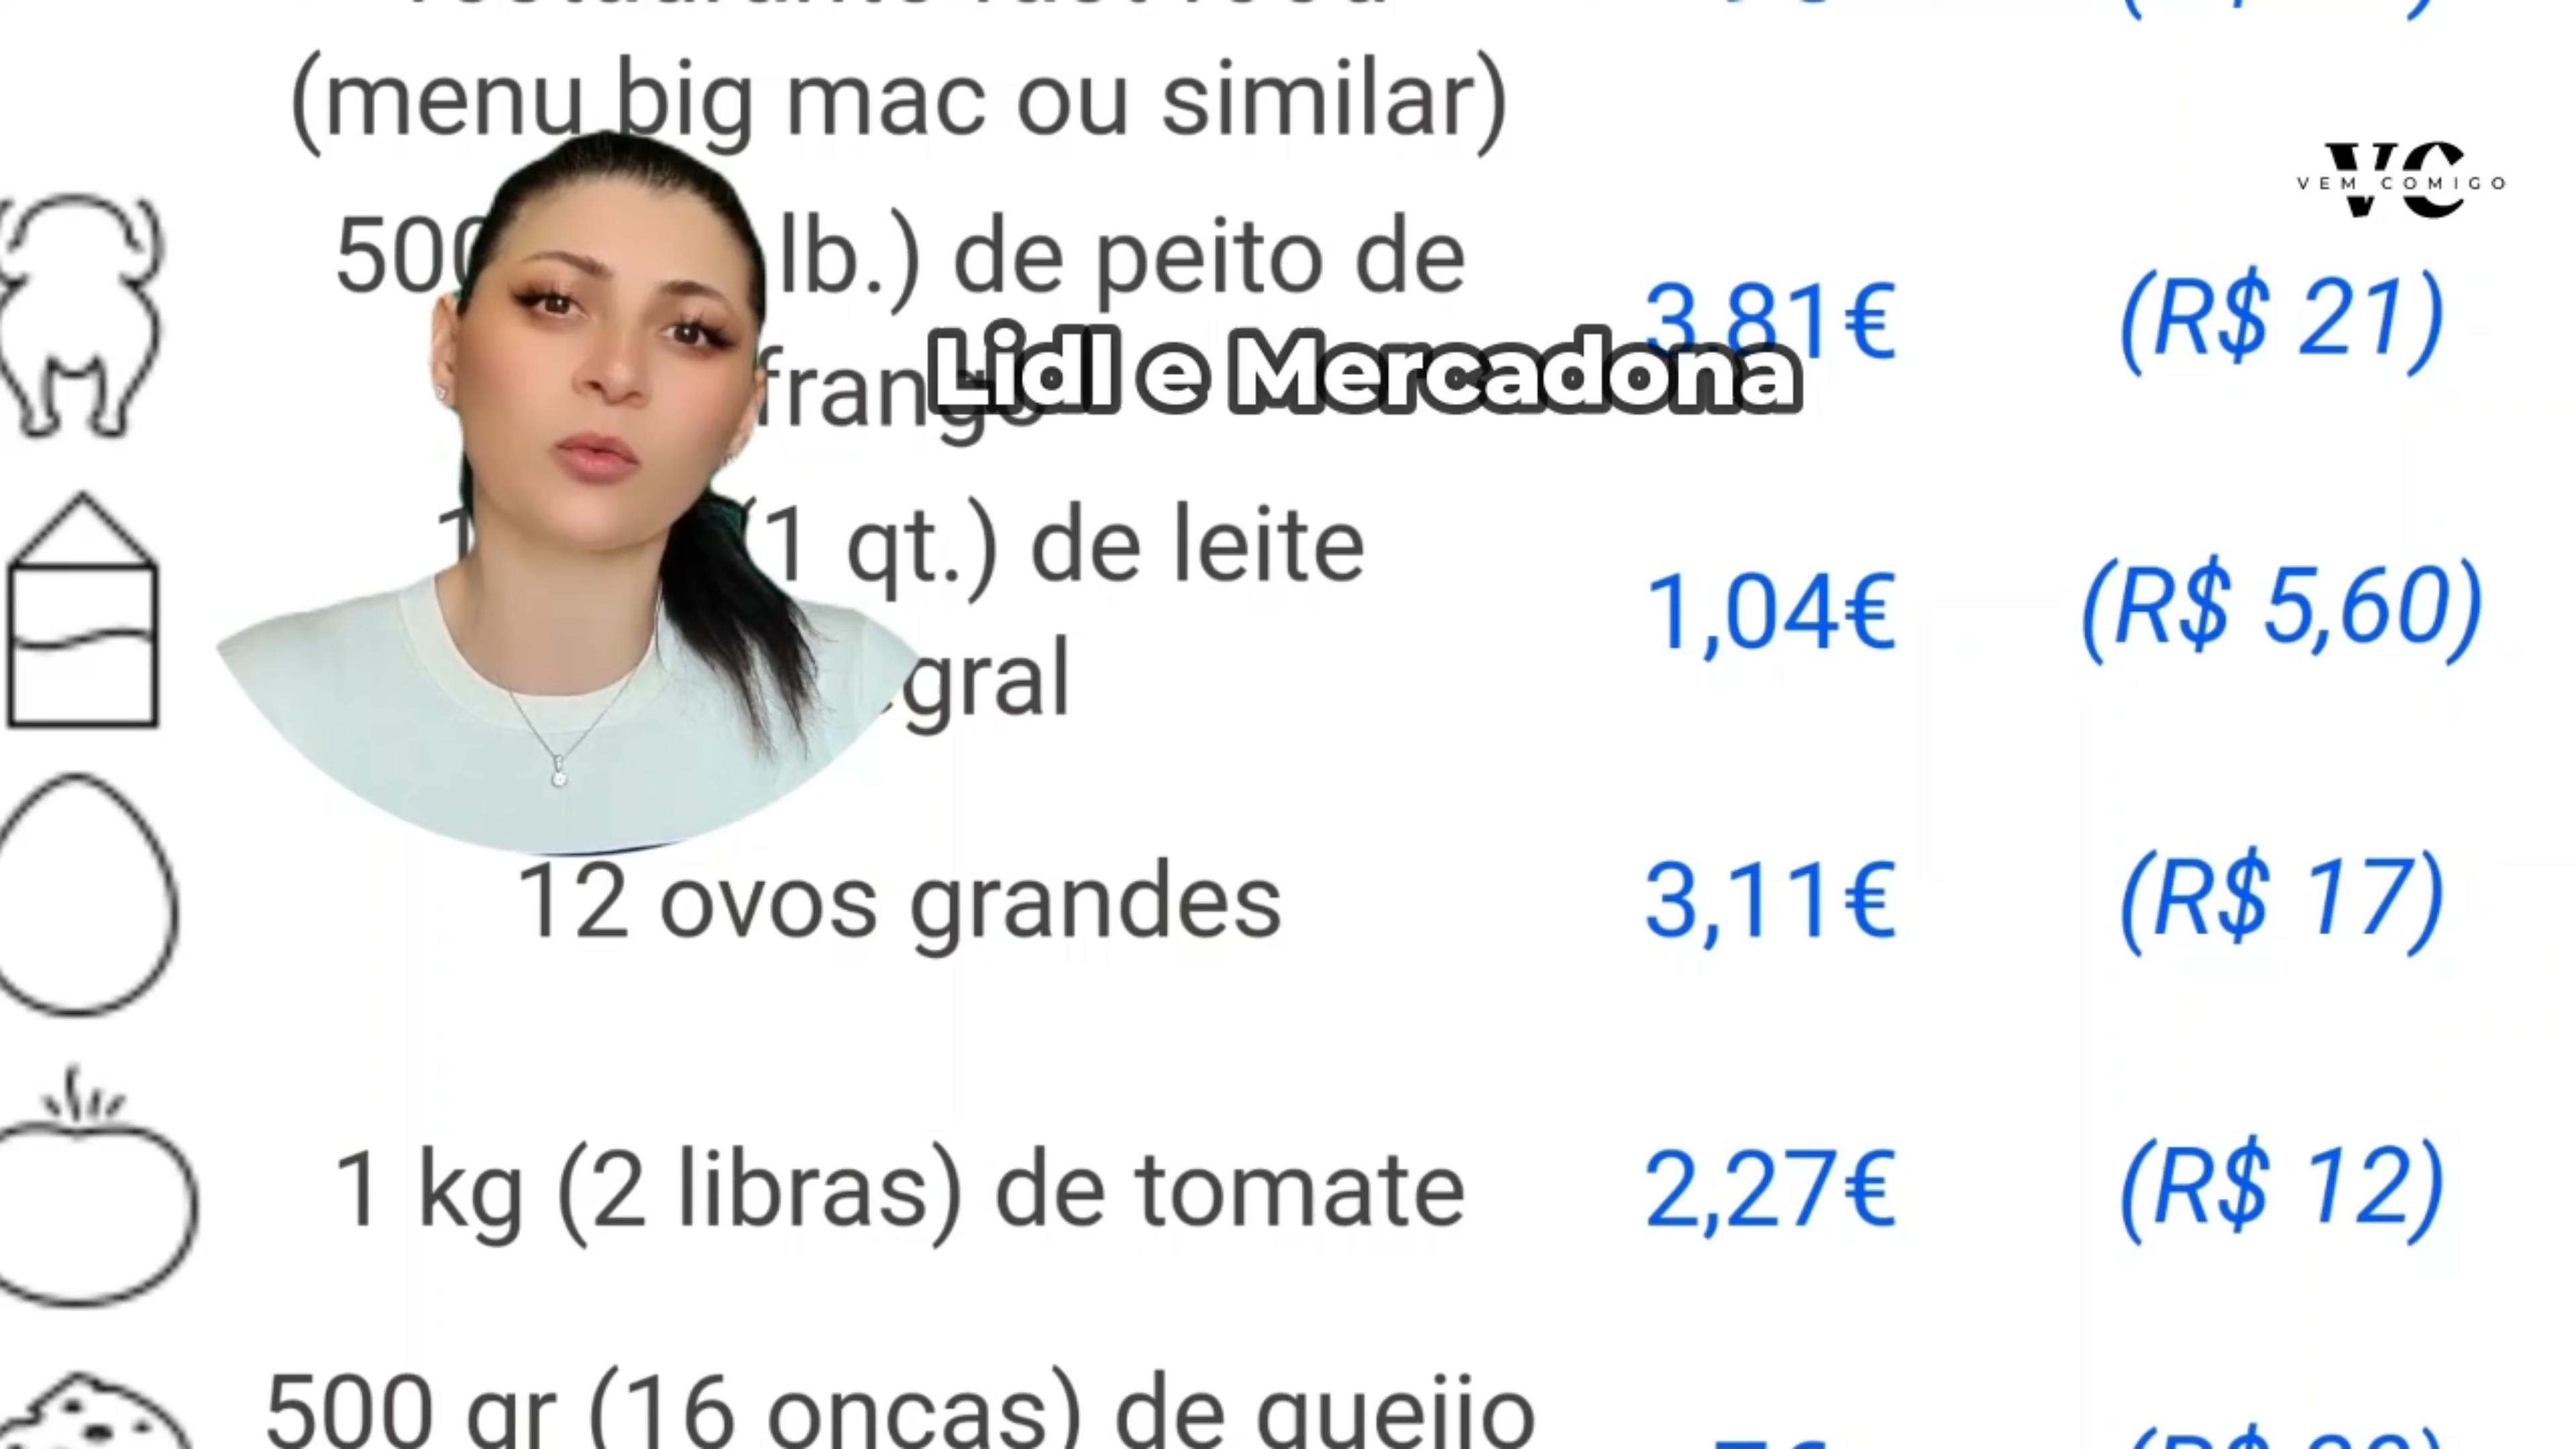 (menu big mac ou similar)
VC
VEM COMIGO
lb.) de peito de
3,81€ (R$ 21)
Lidl e Mercadona
(1 qt.) de leite
1,04€ (R$ 5,60)
12 ovos grandes 3,11€ (R$ 17)
1 kg (2 libras) de tomate 2,27€ (R$ 12)
500 gr (16 onças) de queijo